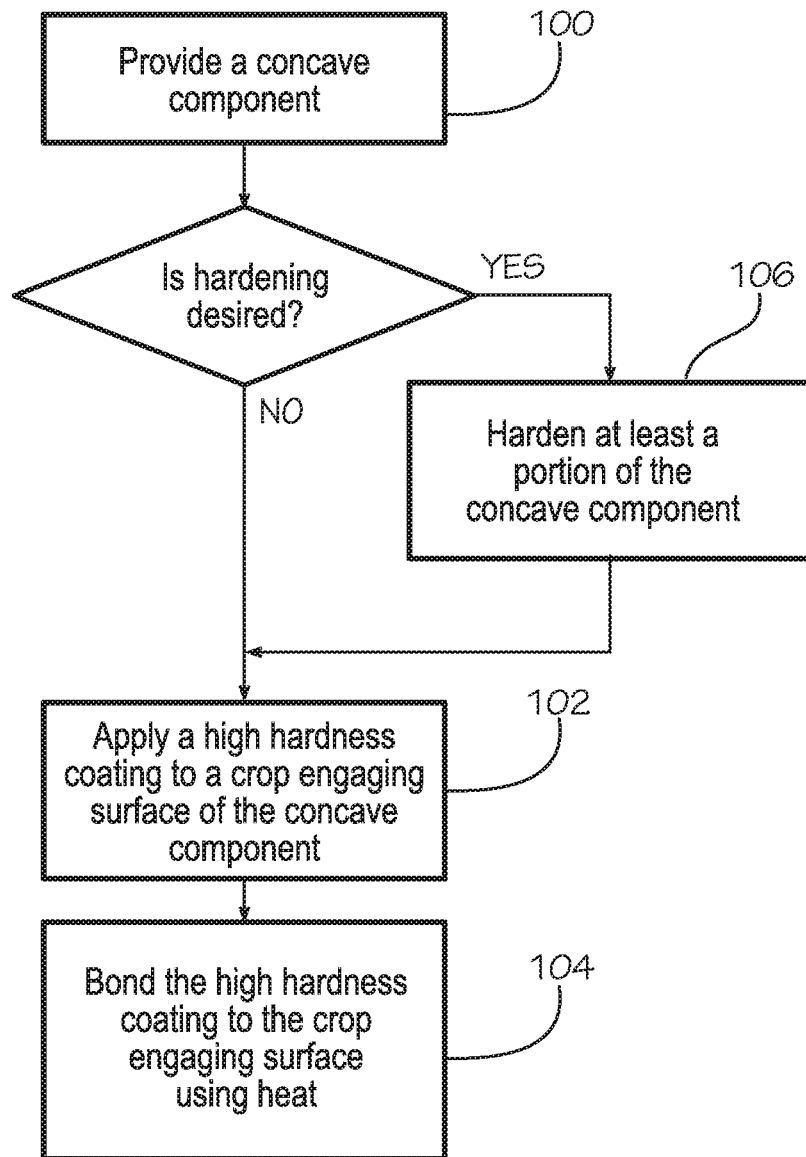 100
Provide a concave
component
Is hardening
desired?
YES
NO
106
Harden at least a
portion of the
concave component
102
Apply a high hardness
coating to a crop engaging
surface of the concave
component
104
Bond the high hardness
coating to the crop
engaging surface
using heat